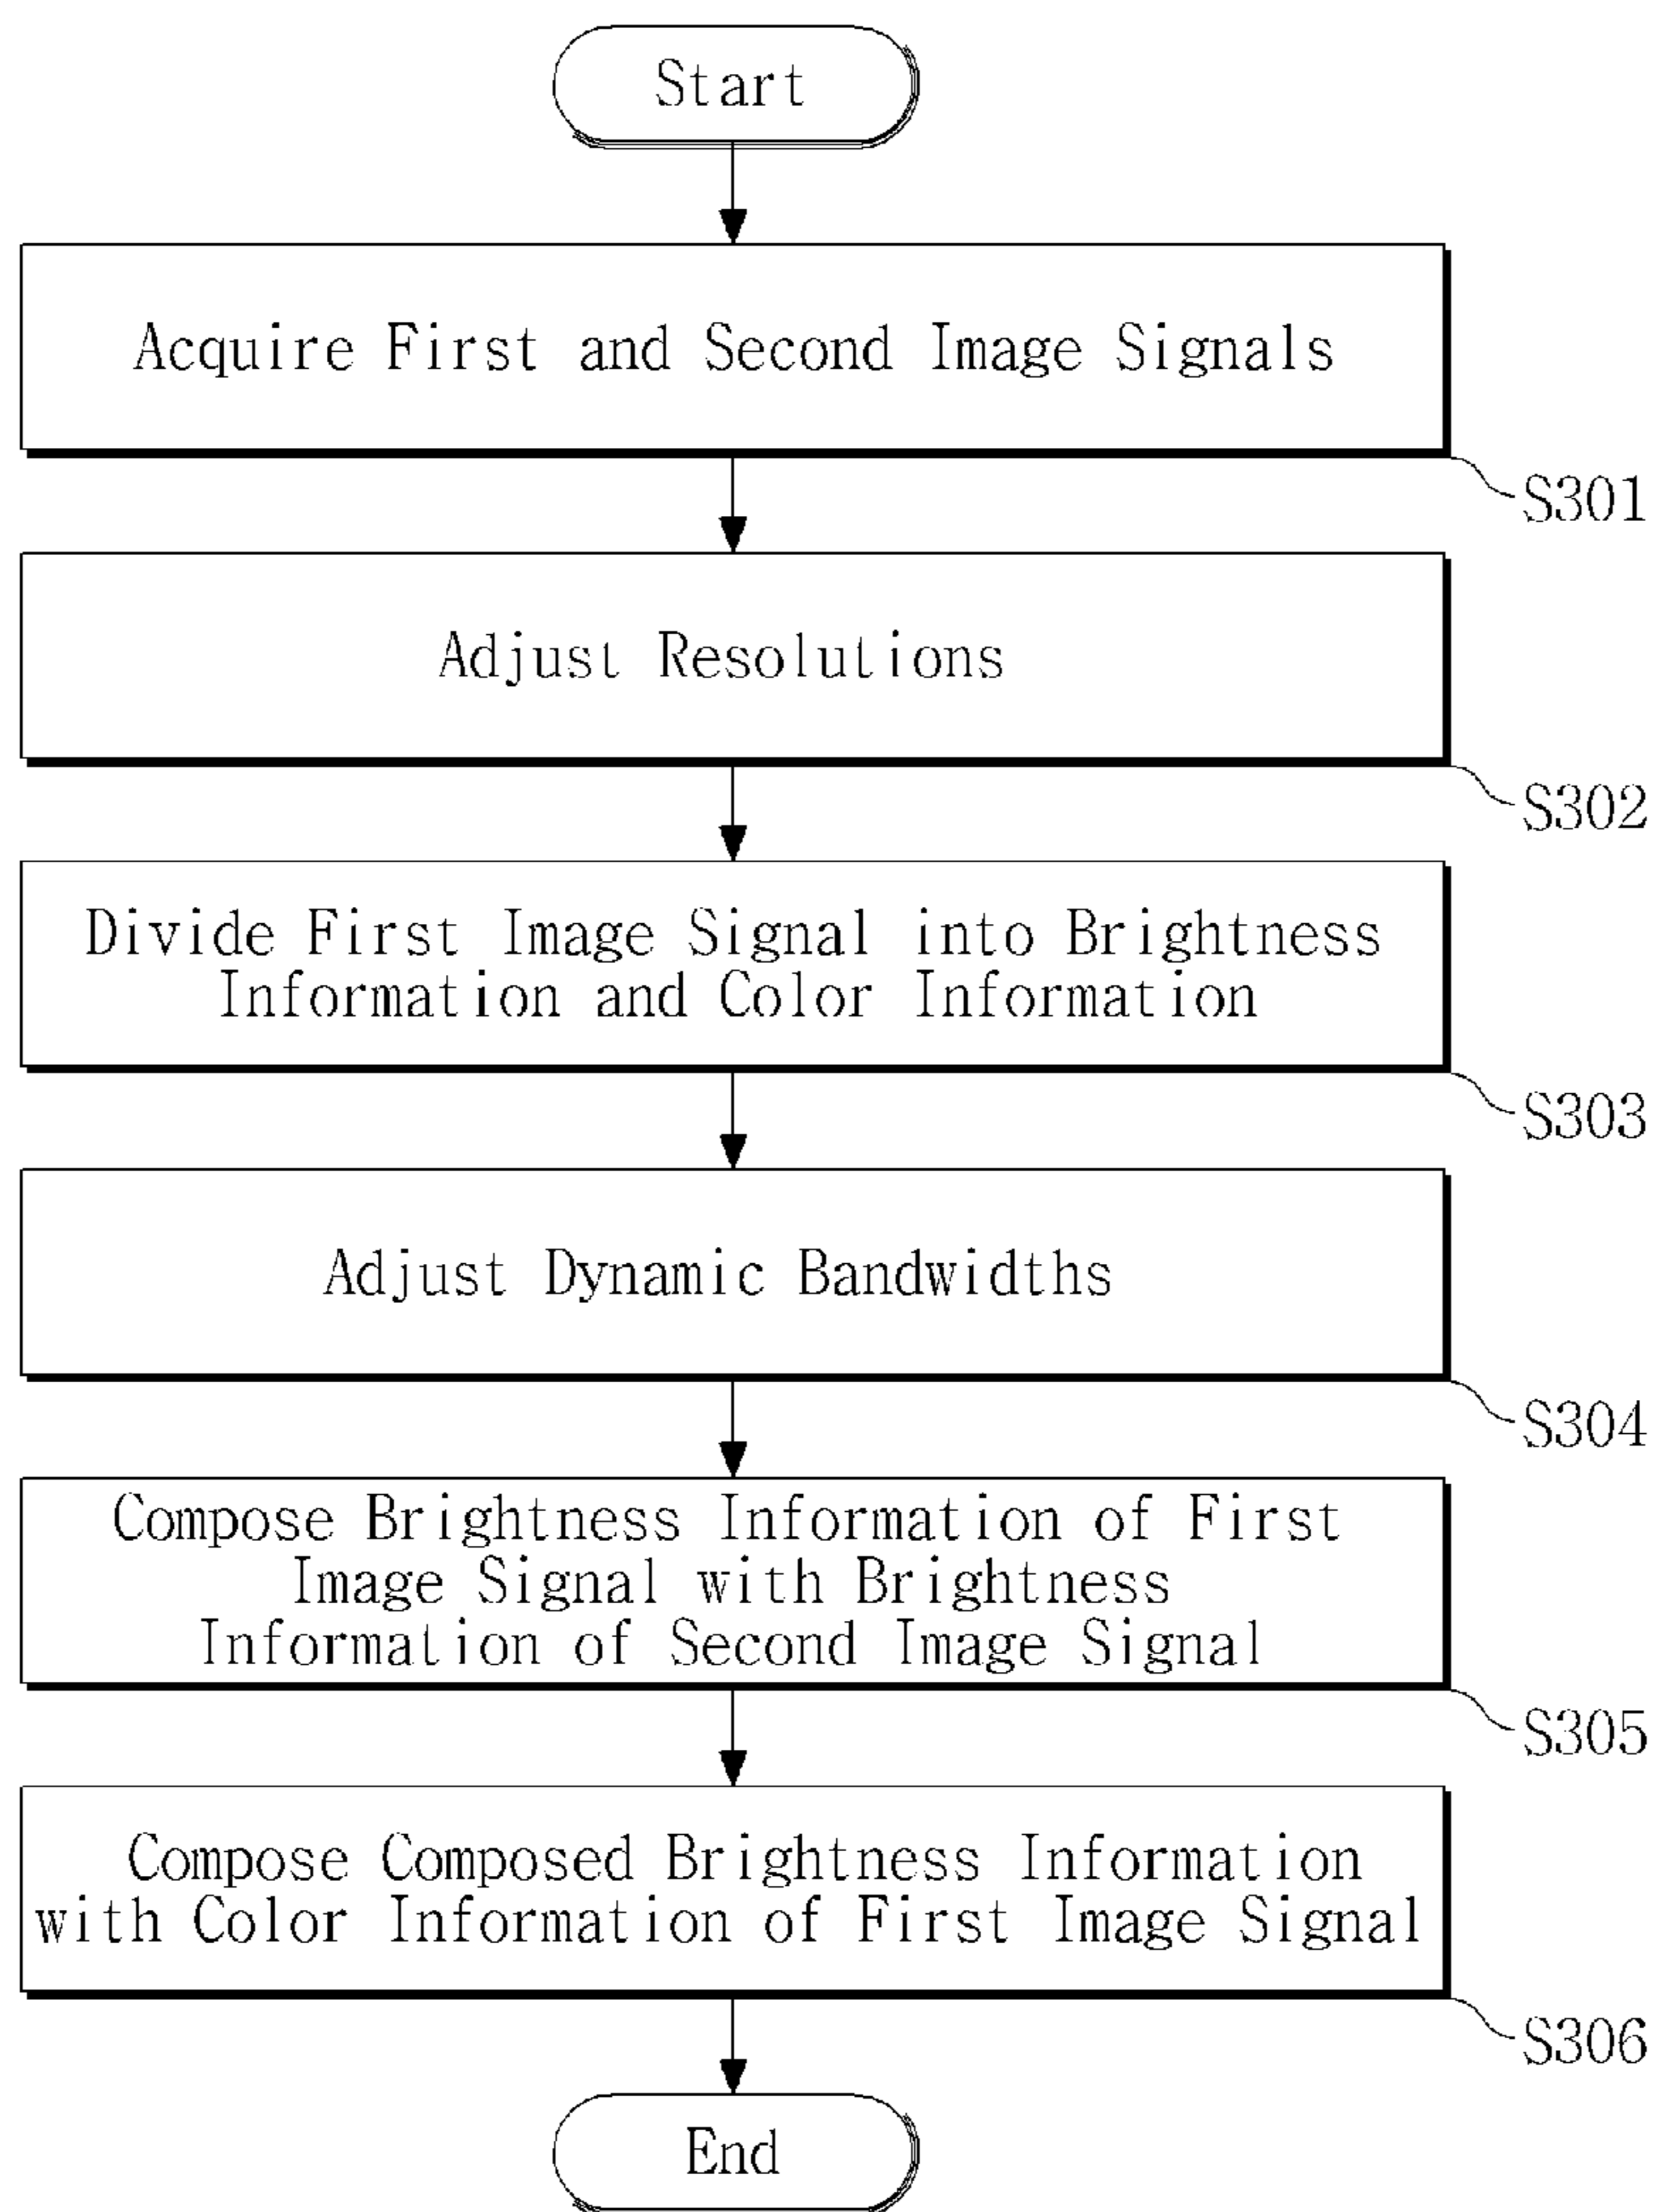 Start
Acquire First and Second Image Signals
S301
Adjust Resolutions
S302
Divide First Image Signal into Brightness
Information and Color Information
S303
Adjust Dynamic Bandwidths
S304
Compose Brightness Information of First
Image Signal with Brightness
Information of Second Image Signal
S305
Compose Composed Brightness Information
with Color Information of First Image Signal
S306
End